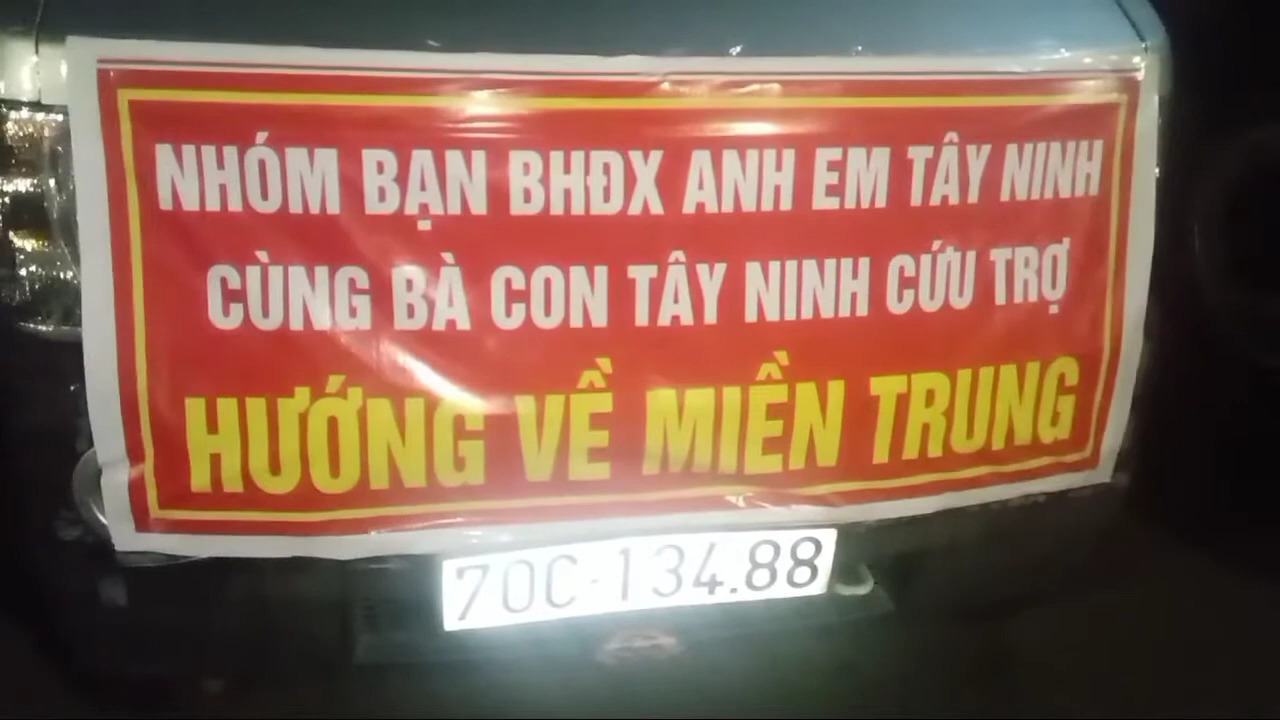 NHÓM BẠN BHĐX ANH EM TÂY NINH
CÙNG BÀ CON TÂY NINH CỨU TRỢ
HƯỚNG VỀ MIỀN TRUNG
70C-134.88